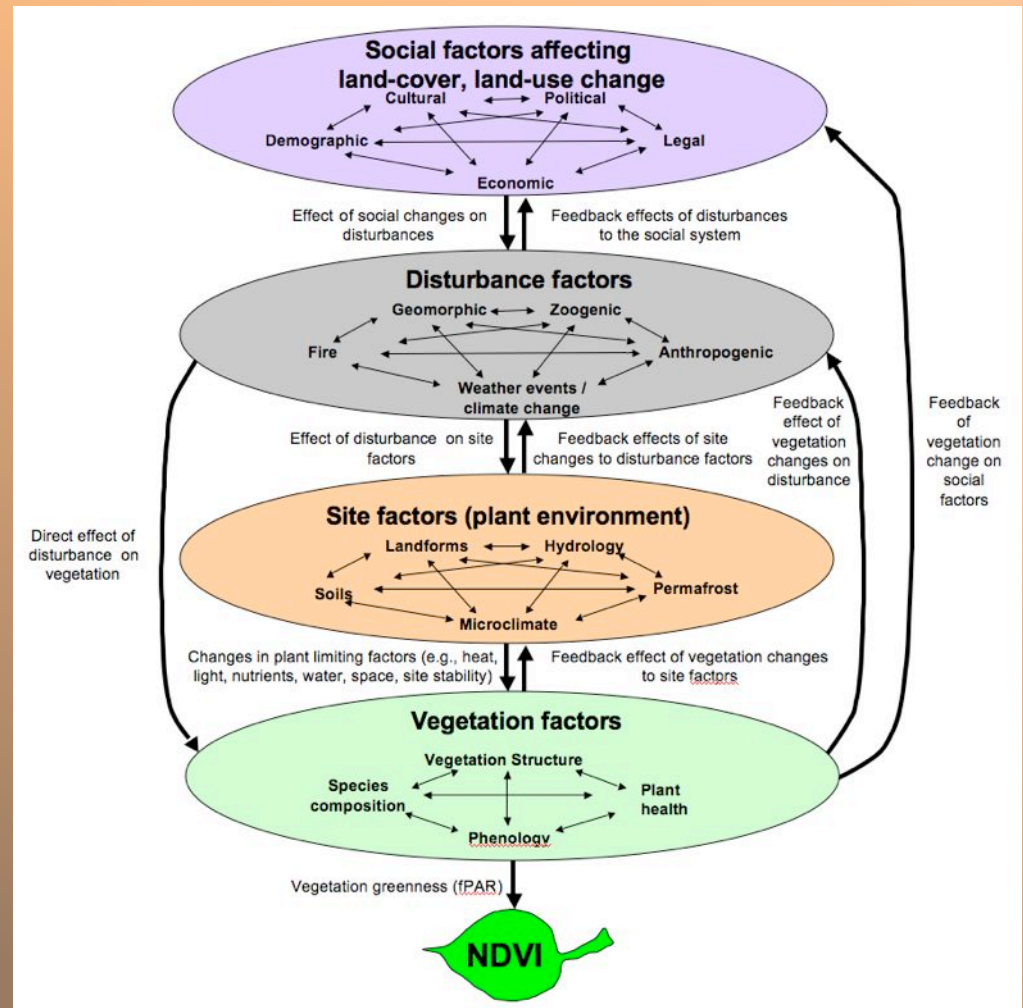 Social factors affecting
land-cover, land-use change
Cultural
Political
Demographic
Legal
Economic
Effect of social changes on
disturbances
Feedback effects of disturbances
to the social system
Disturbance factors
Geomorphic
Zoogenic
Fire
Anthropogenic
Weather events /
climate change
Effect of disturbance on site
factors
Feedback effects of site
changes to disturbance factors
Feedback
effect of
vegetation
changes on
disturbance
Feedback
of
vegetation
change on
social
factors
Direct effect of
disturbance on
vegetation
Site factors (plant environment)
Landforms
Hydrology
Soils
Permafrost
Microclimate
Changes in plant limiting factors (e.g., heat,
light, nutrients, water, space, site stability)
Feedback effect of vegetation changes
to site factors
Vegetation factors
Vegetation Structure
Species
composition
Plant
health
Phenology
Vegetation greenness (fPAR)
NDVI